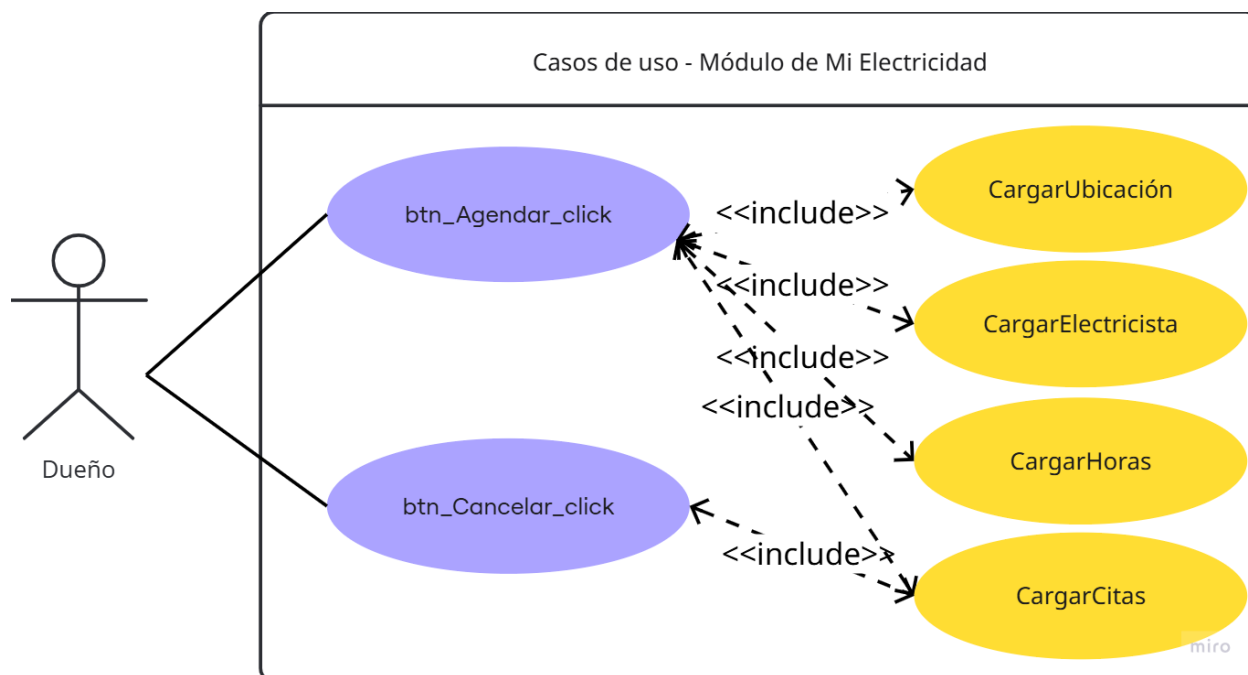 Casos de uso - Módulo de Mi Electricidad
btn_Agendar_click
<<include>>
CargarUbicación
<<include>>
CargarElectricista
<<include>>
<<include>>
CargarHoras
Dueño
btn_Cancelar_click
<<include>>
CargarCitas
miro